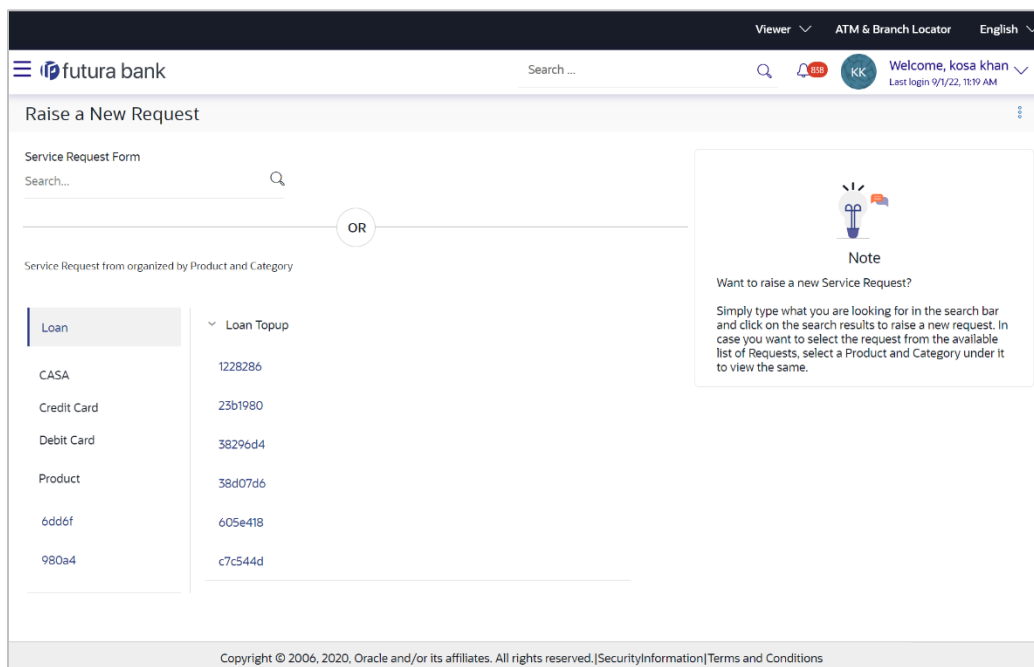 Viewer ATM & Branch Locator English
futura bank Search ... 858 KK Welcome, kosa khan
Last login 9/1/22, 11:19 AM
Raise a New Request
Service Request Form
Search...
OR
Service Request from organized by Product and Category
Loan
CASA
Credit Card
Debit Card
Product
6dd6f
980a4
Loan Topup
1228286
23b1980
38296d4
38d07d6
605e418
c7c544d
Note
Want to raise a new Service Request?
Simply type what you are looking for in the search bar
and click on the search results to raise a new request. In
case you want to select the request from the available
list of Requests, select a Product and Category under it
to view the same.
Copyright © 2006, 2020, Oracle and/or its affiliates. All rights reserved.|SecurityInformation|Terms and Conditions